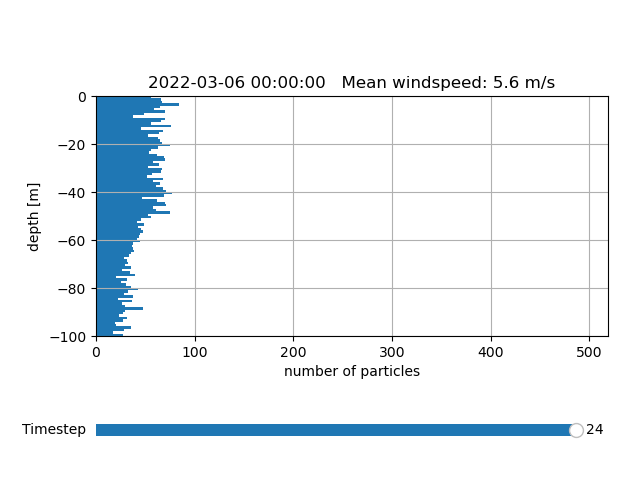 2022-03-06 00:00:00   Mean windspeed: 5.6 m/s
0
−20
−40
−60
−80
−100
depth [m]
0 100 200 300 400 500
number of particles
Timestep 24